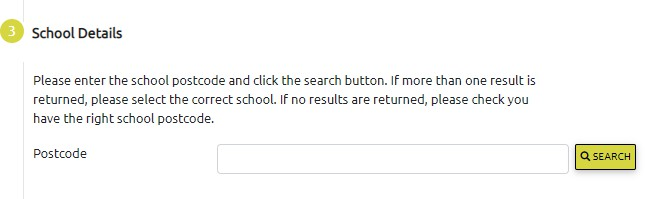 3 School Details
Please enter the school postcode and click the search button. If more than one result is
returned, please select the correct school. If no results are returned, please check you
have the right school postcode.
Postcode SEARCH